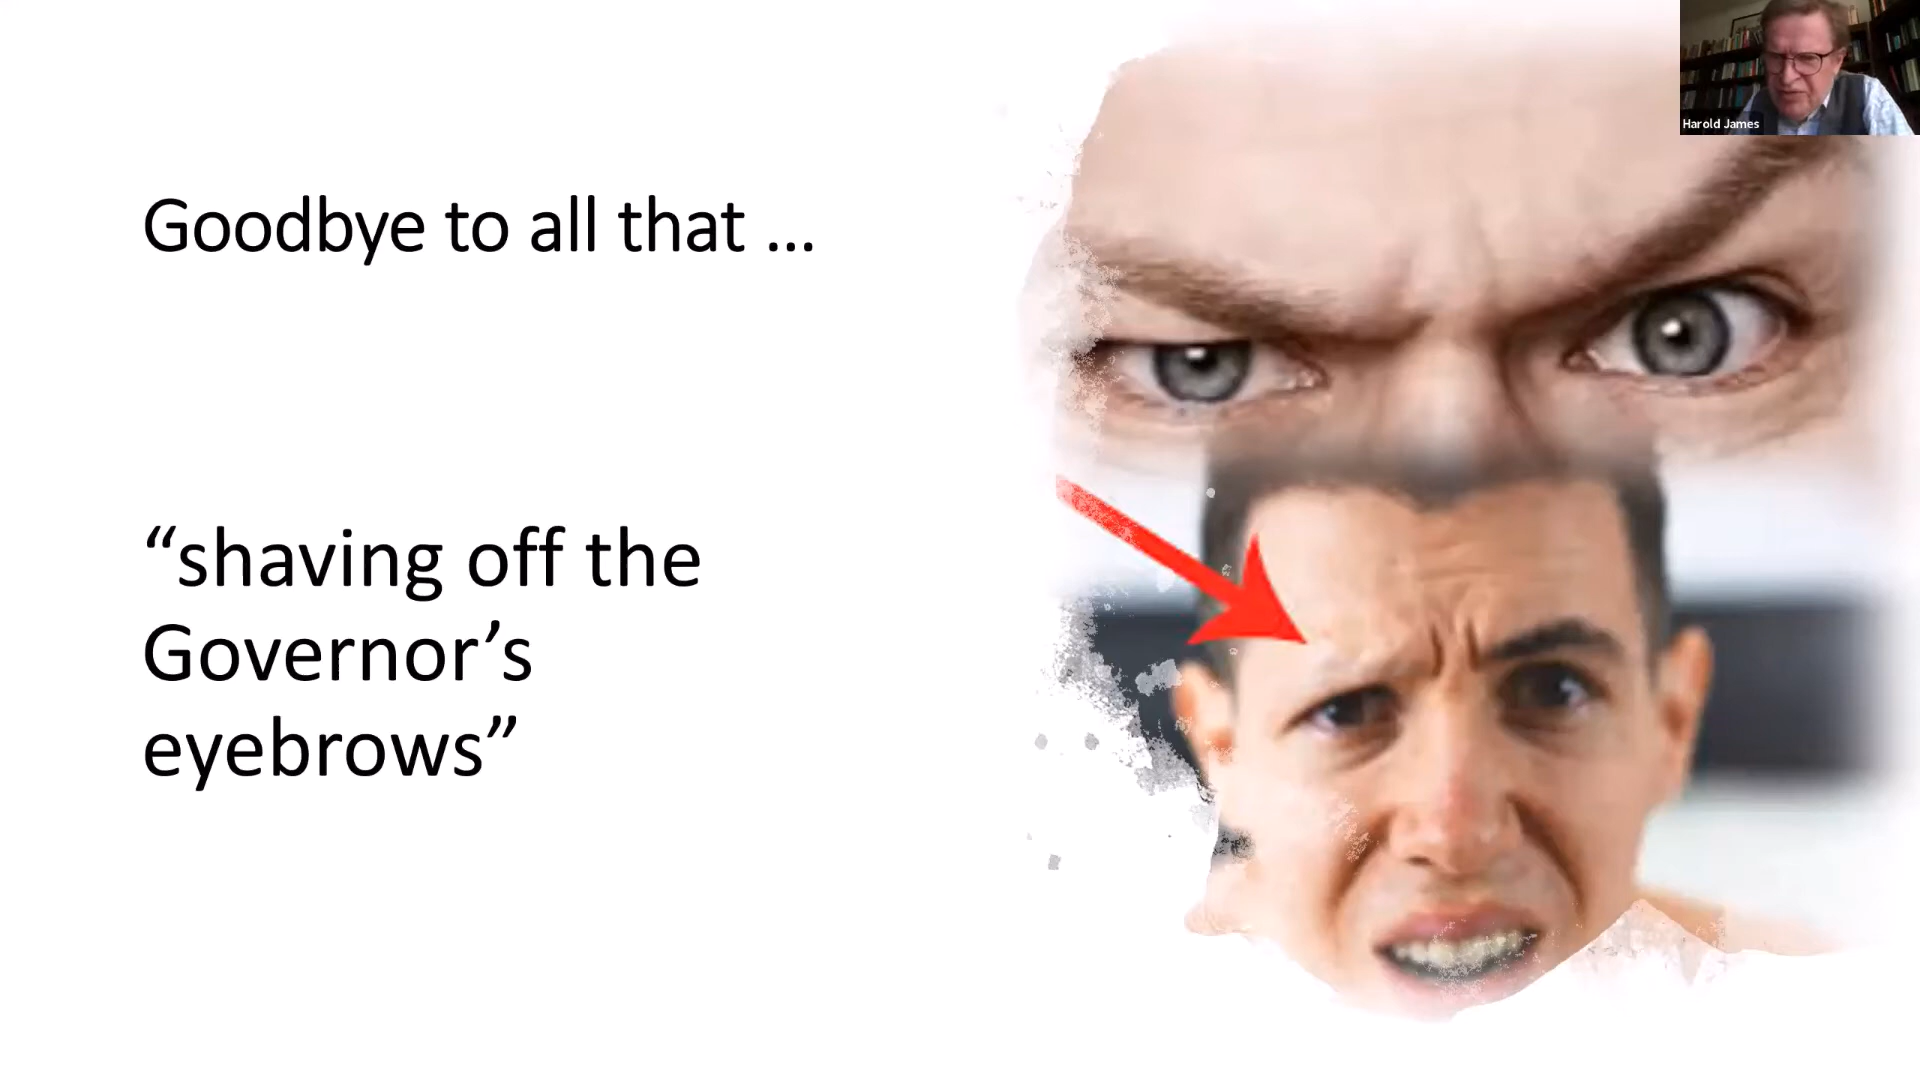 Harold James
Goodbye to all that ...
“shaving off the
Governor’s
eyebrows”